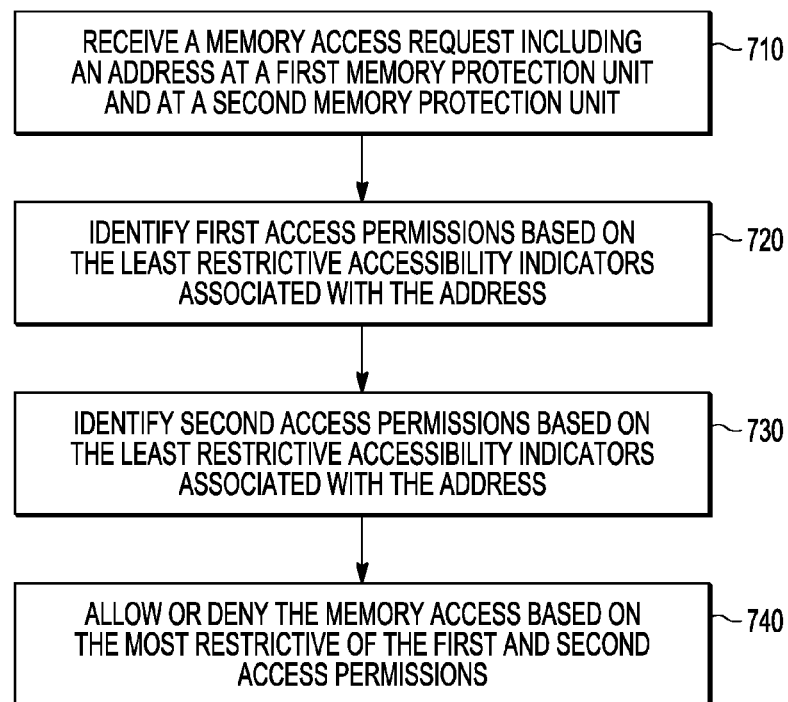 RECEIVE A MEMORY ACCESS REQUEST INCLUDING
AN ADDRESS AT A FIRST MEMORY PROTECTION UNIT
AND AT A SECOND MEMORY PROTECTION UNIT
710
IDENTIFY FIRST ACCESS PERMISSIONS BASED ON
THE LEAST RESTRICTIVE ACCESSIBILITY INDICATORS
ASSOCIATED WITH THE ADDRESS
720
IDENTIFY SECOND ACCESS PERMISSIONS BASED ON
THE LEAST RESTRICTIVE ACCESSIBILITY INDICATORS
ASSOCIATED WITH THE ADDRESS
730
ALLOW OR DENY THE MEMORY ACCESS BASED ON
THE MOST RESTRICTIVE OF THE FIRST AND SECOND
ACCESS PERMISSIONS
740